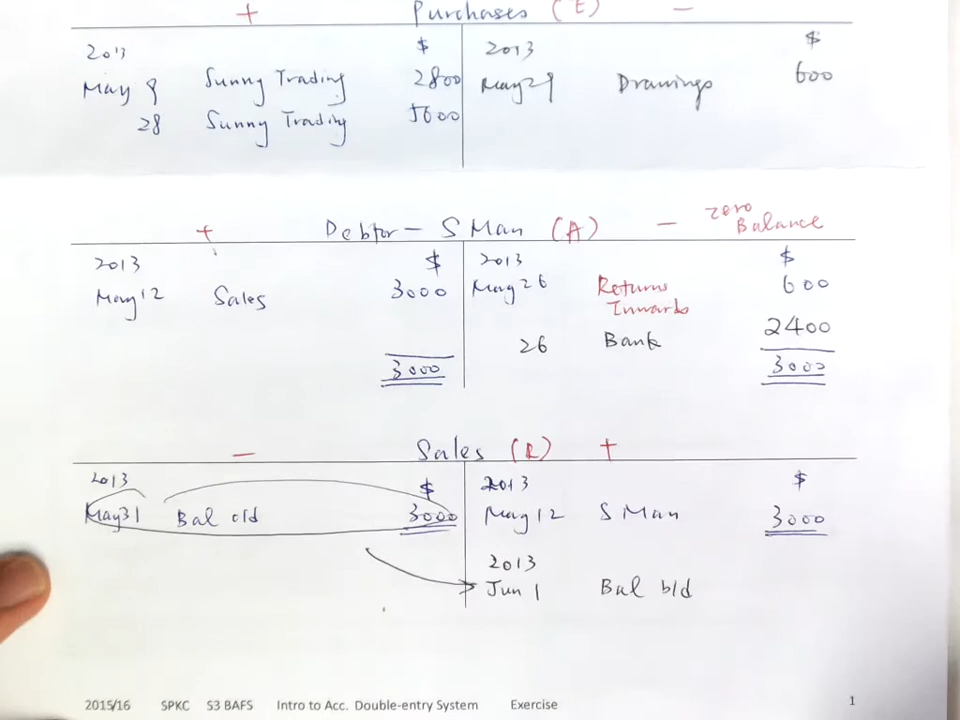 + Purchases (E) −
2013 $ 2013 $
May 9 Sunny Trading 2800 May 29 Drawings 600
28 Sunny Trading 5600
+ Debtor – S Man (A) − zero Balance
2013 $ 2013 $
May 12 Sales 3000 May 26 Returns Inwards 600
26 Bank 2400
3000 3000
− Sales (R) +
2013 $ 2013 $
May 31 Bal c/d 3000 May 12 S Man 3000
2013
Jun 1 Bal b/d
2015/16 SPKC S3 BAFS Intro to Acc. Double-entry System Exercise 1